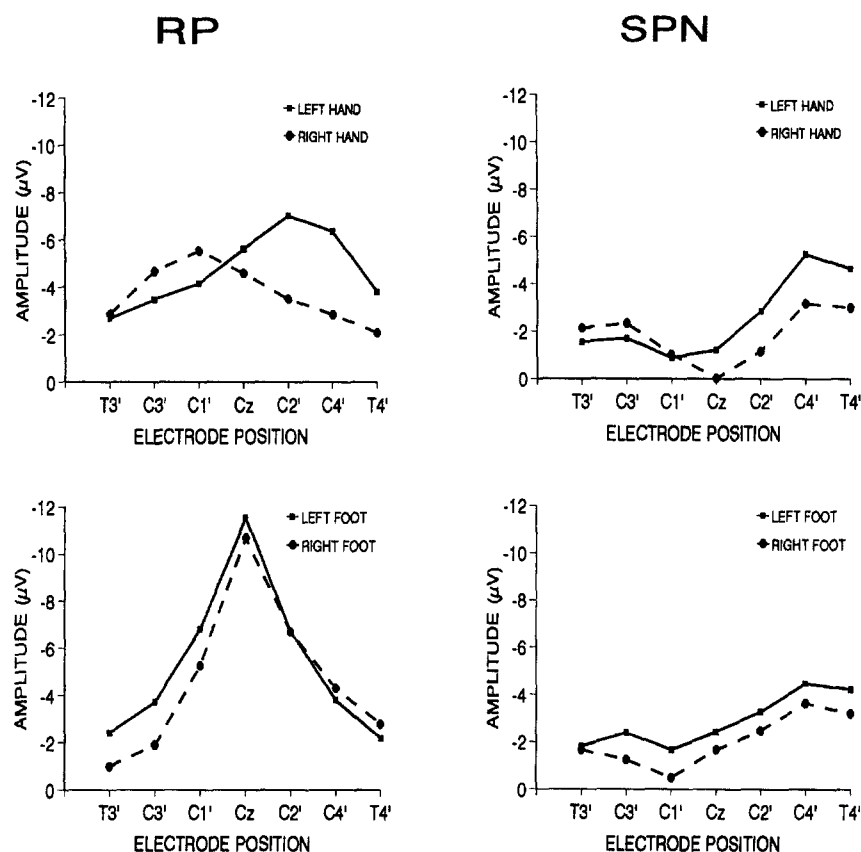 RP
SPN
-12
-10
-8
-6
-4
-2
0
AMPLITUDE (µV)
LEFT HAND
RIGHT HAND
T3' C3' C1' Cz C2' C4' T4'
ELECTRODE POSITION
-12
-10
-8
-6
-4
-2
0
AMPLITUDE (µV)
LEFT HAND
RIGHT HAND
T3' C3' C1' Cz C2' C4' T4'
ELECTRODE POSITION
-12
-10
-8
-6
-4
-2
0
AMPLITUDE (µV)
LEFT FOOT
RIGHT FOOT
T3' C3' C1' Cz C2' C4' T4'
ELECTRODE POSITION
-12
-10
-8
-6
-4
-2
0
AMPLITUDE (µV)
LEFT FOOT
RIGHT FOOT
T3' C3' C1' Cz C2' C4' T4'
ELECTRODE POSITION